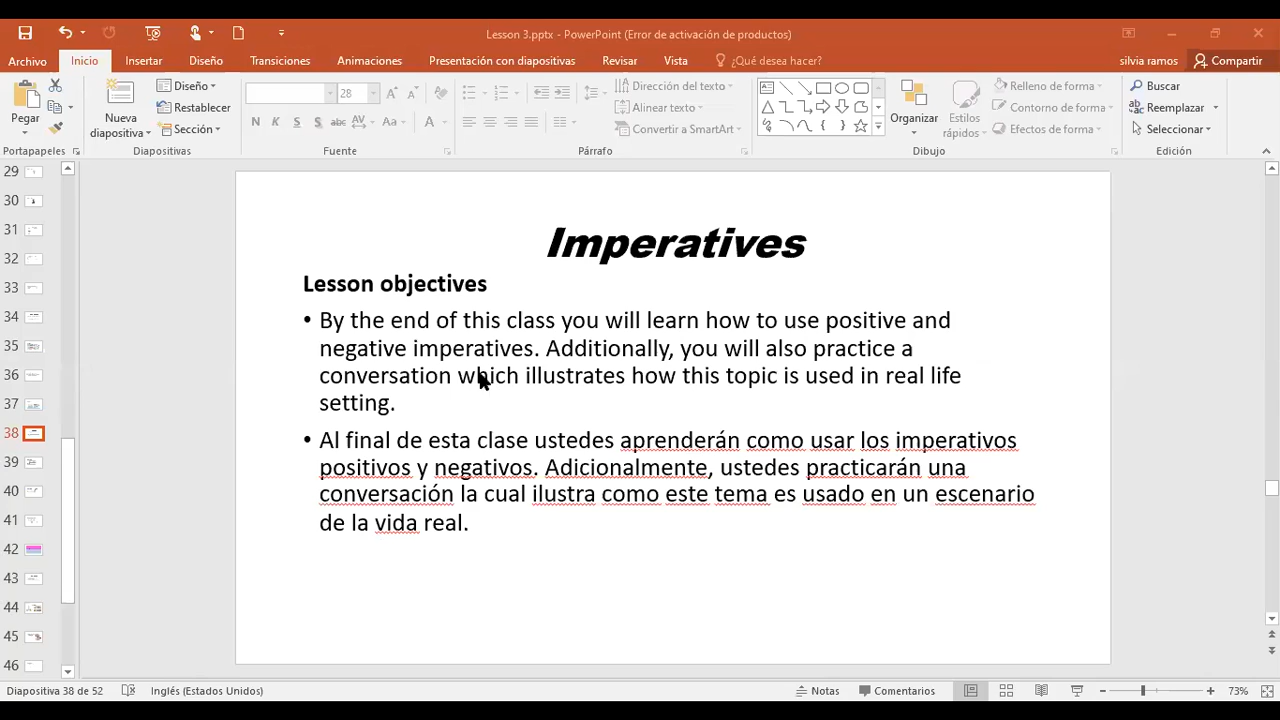 Lesson 3.pptx - PowerPoint (Error de activación de productos)
Archivo Inicio Insertar Diseño Transiciones Animaciones Presentación con diapositivas Revisar Vista ¿Qué desea hacer? silvia ramos Compartir
Pegar
Portapapeles
Nueva
diapositiva
Diseño
Restablecer
Sección
Diapositivas
28
N K S S abc AV Aa A
Fuente
Dirección del texto
Alinear texto
Convertir a SmartArt
Párrafo
Organizar
Estilos
rápidos
Relleno de forma
Contorno de forma
Efectos de forma
Dibujo
Buscar
Reemplazar
Seleccionar
Edición
29
30
31
32
33
34
35
36
37
38
39
40
41
42
43
44
45
46
Imperatives
Lesson objectives
• By the end of this class you will learn how to use positive and
negative imperatives. Additionally, you will also practice a
conversation which illustrates how this topic is used in real life
setting.
• Al final de esta clase ustedes aprenderán como usar los imperativos
positivos y negativos. Adicionalmente, ustedes practicarán una
conversación la cual ilustra como este tema es usado en un escenario
de la vida real.
Diapositiva 38 de 52 Inglés (Estados Unidos) Notas Comentarios 73%